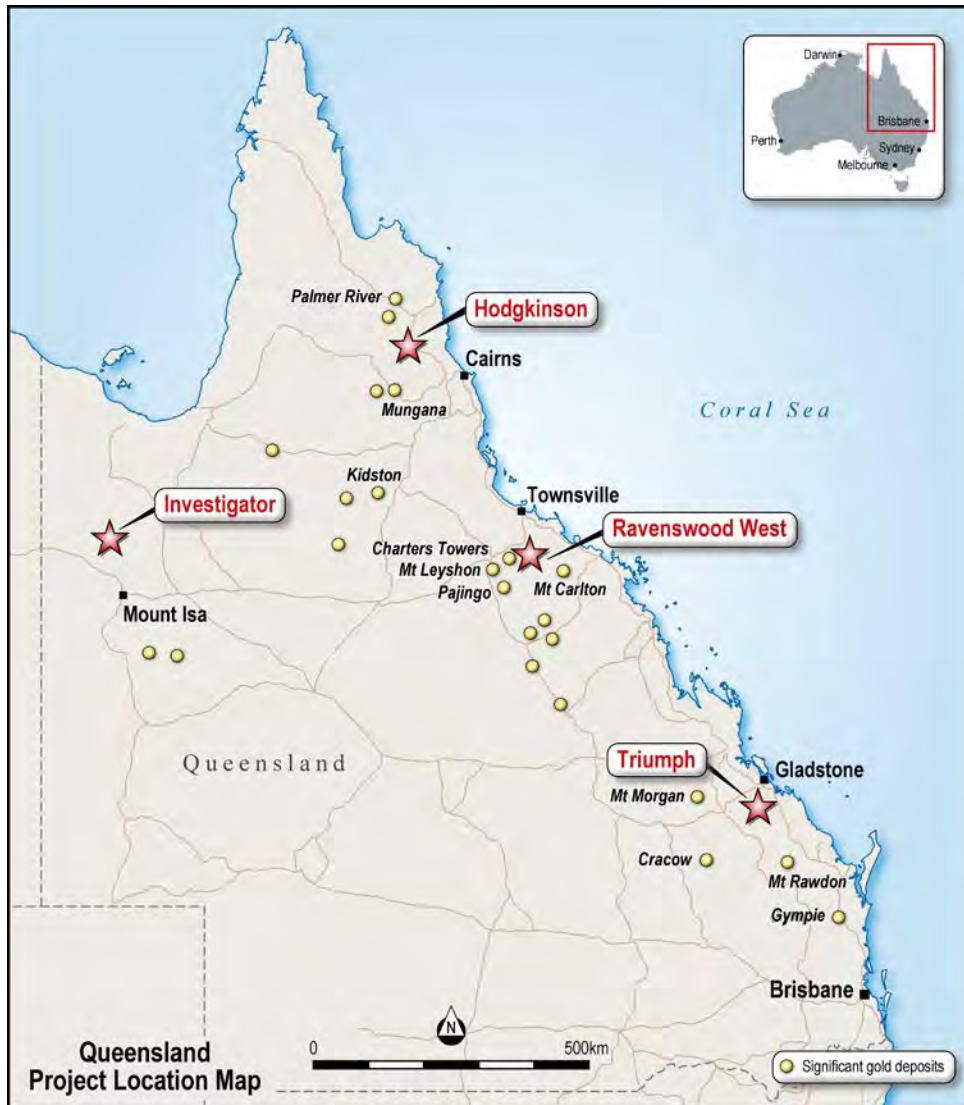 Darwin
Brisbane
Perth
Sydney
Melbourne
Palmer River
Hodgkinson
Cairns
Mungana
Coral Sea
Kidston
Investigator
Townsville
Ravenswood West
Charters Towers
Mt Leyshon
Mt Carlton
Pajingo
Mount Isa
Queensland
Triumph
Gladstone
Mt Morgan
Cracow
Mt Rawdon
Gympie
Brisbane
N
0 500km
Queensland
Project Location Map
Significant gold deposits